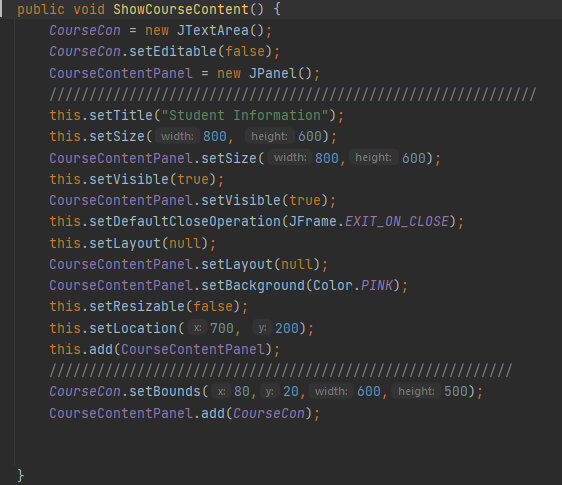 public void ShowCourseContent() {
CourseCon = new JTextArea();
CourseCon.setEditable(false);
CourseContentPanel = new JPanel();
/////////////////////////////////////////////////////////////
this.setTitle("Student Information");
this.setSize( width: 800, height: 600);
CourseContentPanel.setSize( width: 800, height: 600);
this.setVisible(true);
CourseContentPanel.setVisible(true);
this.setDefaultCloseOperation(JFrame.EXIT_ON_CLOSE);
this.setLayout(null);
CourseContentPanel.setLayout(null);
CourseContentPanel.setBackground(Color.PINK);
this.setResizable(false);
this.setLocation( x: 700, y: 200);
this.add(CourseContentPanel);
//////////////////////////////////////////////////////////
CourseCon.setBounds( x: 80, y: 20, width: 600, height: 500);
CourseContentPanel.add(CourseCon);
}